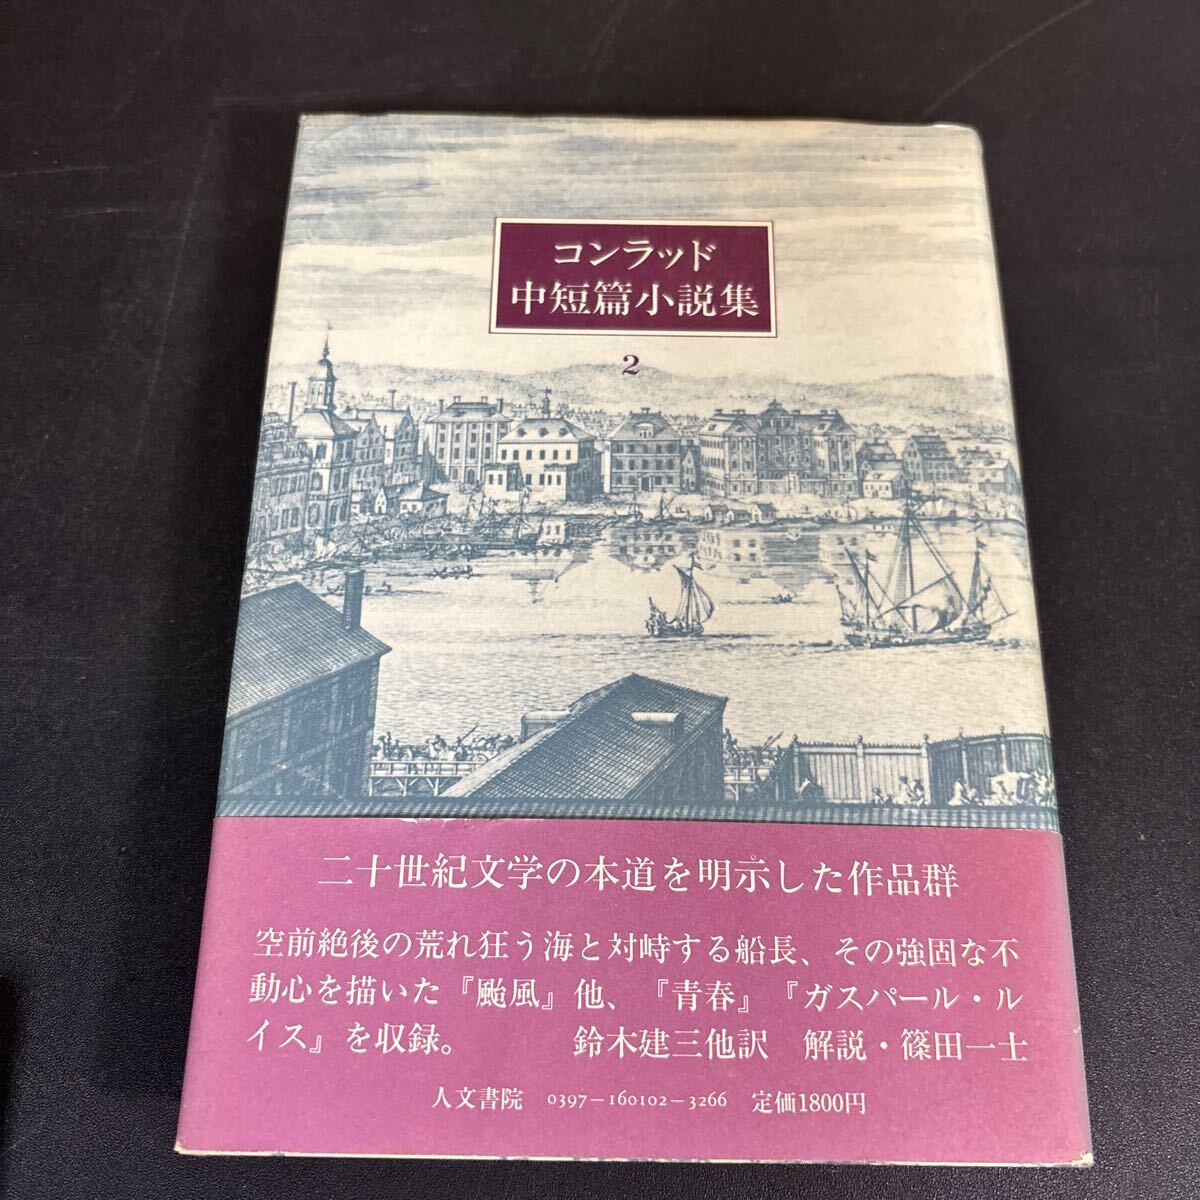 コンラッド
中短篇小説集
2
二十世紀文学の本道を明示した作品群
空前絶後の荒れ狂う海と対峙する船長、その強固な不
動心を描いた『颱風』他、『青春』『ガスパール・ル
イス』を収録。 鈴木建三他訳 解説・篠田一士
人文書院 0397−160102−3266 定価1800円